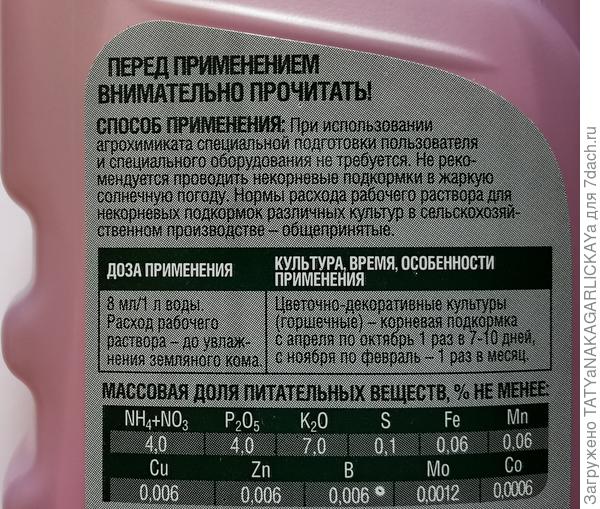 ПЕРЕД ПРИМЕНЕНИЕМ
ВНИМАТЕЛЬНО ПРОЧИТАТЬ!
СПОСОБ ПРИМЕНЕНИЯ: При использовании
агрохимиката специальной подготовки пользователя
и специального оборудования не требуется. Не реко-
мендуется проводить некорневые подкормки в жаркую
солнечную погоду. Нормы расхода рабочего раствора для
некорневых подкормок различных культур в сельскохозяй-
ственном производстве – общепринятые.
ДОЗА ПРИМЕНЕНИЯ
КУЛЬТУРА, ВРЕМЯ, ОСОБЕННОСТИ
ПРИМЕНЕНИЯ
8 мл/1 л воды.
Расход рабочего
раствора – до увлаж-
нения земляного кома.
Цветочно-декоративные культуры
(горшечные) – корневая подкормка
с апреля по октябрь 1 раз в 7-10 дней,
с ноября по февраль – 1 раз в месяц.
МАССОВАЯ ДОЛЯ ПИТАТЕЛЬНЫХ ВЕЩЕСТВ, % НЕ МЕНЕЕ:
NH₄+NO₃ P₂O₅ K₂O S Fe Mn
4,0 4,0 7,0 0,1 0,06 0,06
Cu Zn B Mo Co
0,006 0,006 0,006 0,0012 0,0006
Загружено TATYaNAKAGARLICKAYa для 7dach.ru